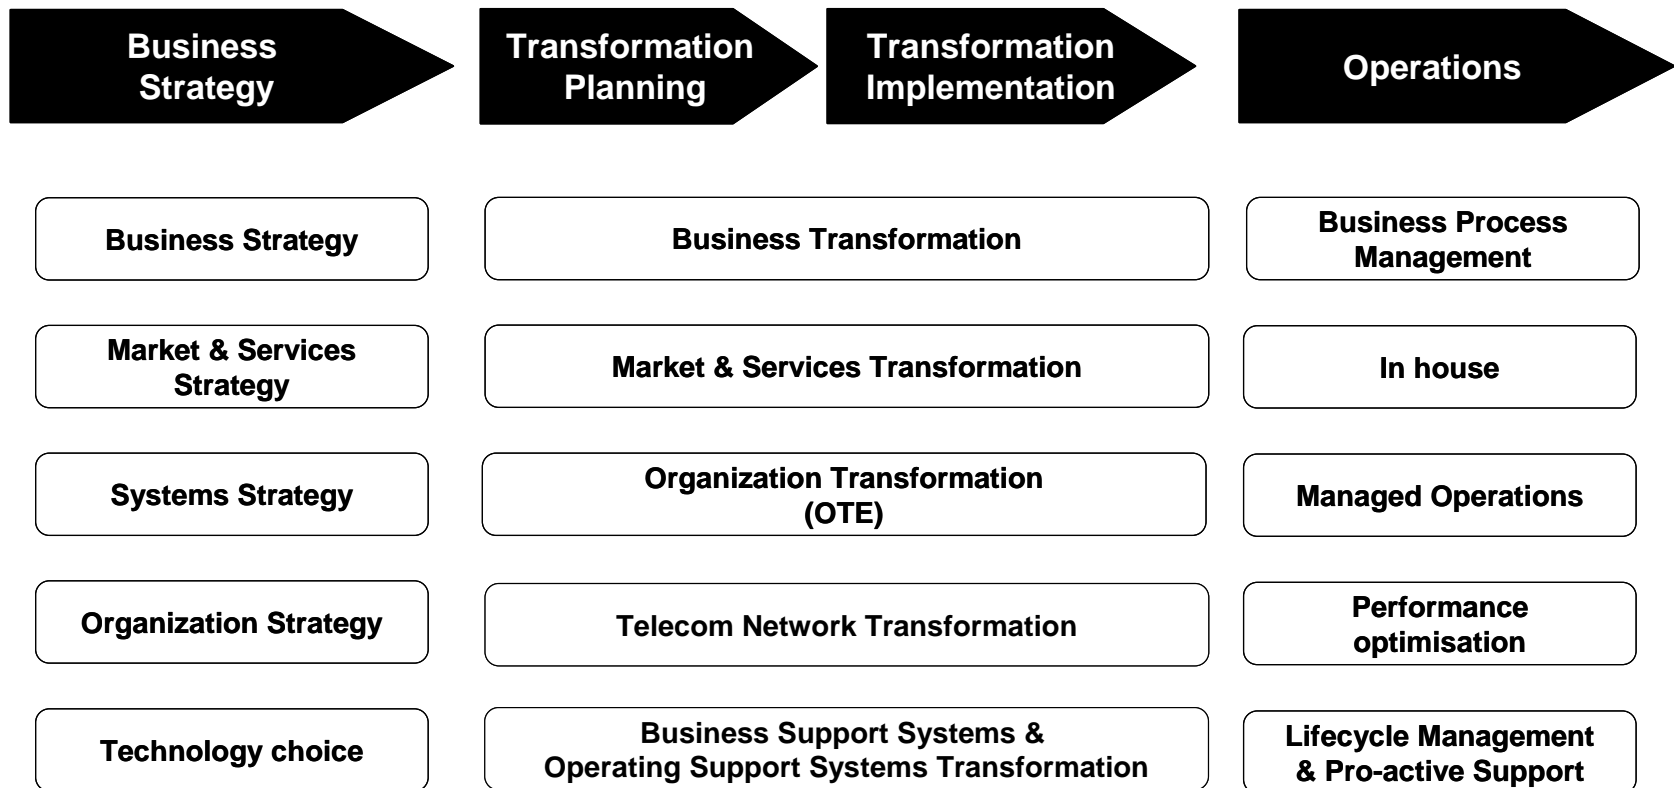 Business
Strategy
Transformation
Planning
Transformation
Implementation
Operations
Business Strategy
Business Transformation
Business Process
Management
Market & Services
Strategy
Market & Services Transformation
In house
Systems Strategy
Organization Transformation
(OTE)
Managed Operations
Organization Strategy
Telecom Network Transformation
Performance
optimisation
Technology choice
Business Support Systems &
Operating Support Systems Transformation
Lifecycle Management
& Pro-active Support